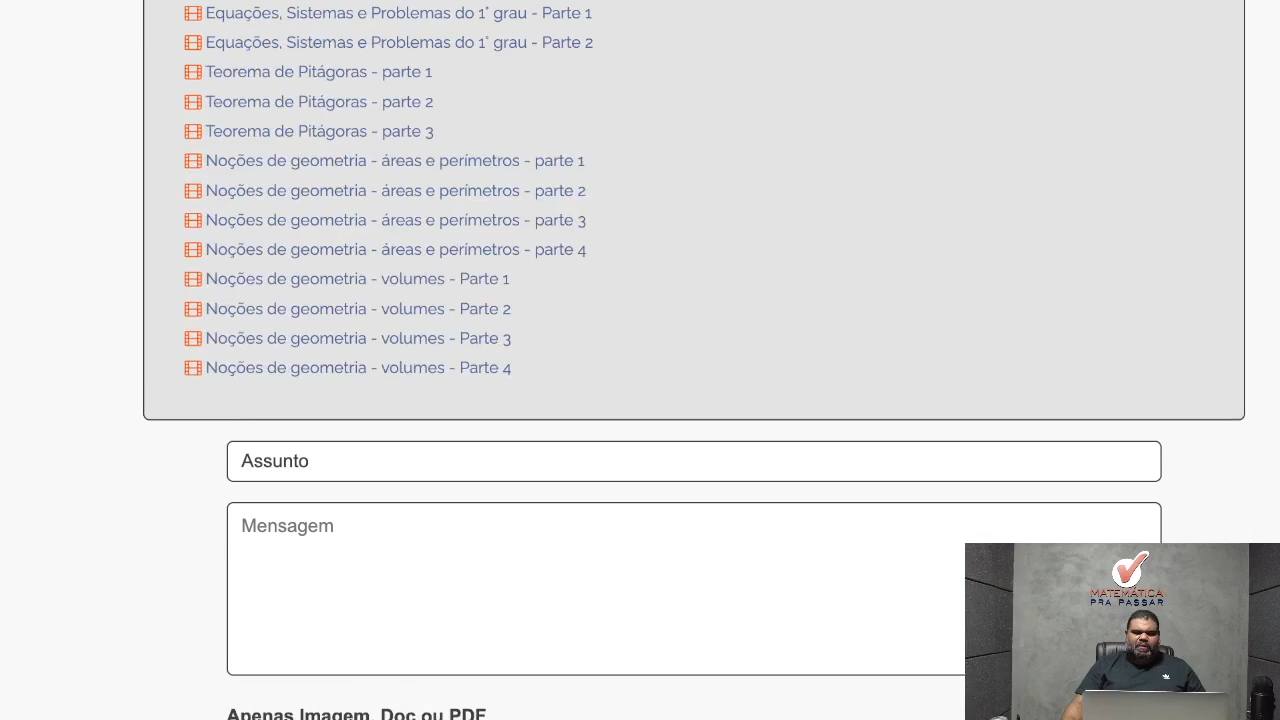 Equações, Sistemas e Problemas do 1° grau - Parte 1
Equações, Sistemas e Problemas do 1° grau - Parte 2
Teorema de Pitágoras - parte 1
Teorema de Pitágoras - parte 2
Teorema de Pitágoras - parte 3
Noções de geometria - áreas e perímetros - parte 1
Noções de geometria - áreas e perímetros - parte 2
Noções de geometria - áreas e perímetros - parte 3
Noções de geometria - áreas e perímetros - parte 4
Noções de geometria - volumes - Parte 1
Noções de geometria - volumes - Parte 2
Noções de geometria - volumes - Parte 3
Noções de geometria - volumes - Parte 4
Assunto
Mensagem
MATEMÁTICA
PRA PASSAR
Apenas Imagem, Doc ou PDF